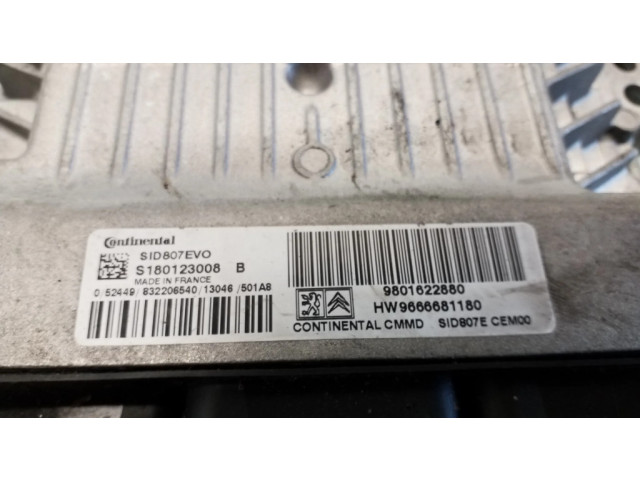 Continental
SID807EVO
S180123008 B
MADE IN FRANCE
0/52449/832206540/13046/501A8
9801622880
HW9666681180
CONTINENTAL CMMD SID807E CEM00